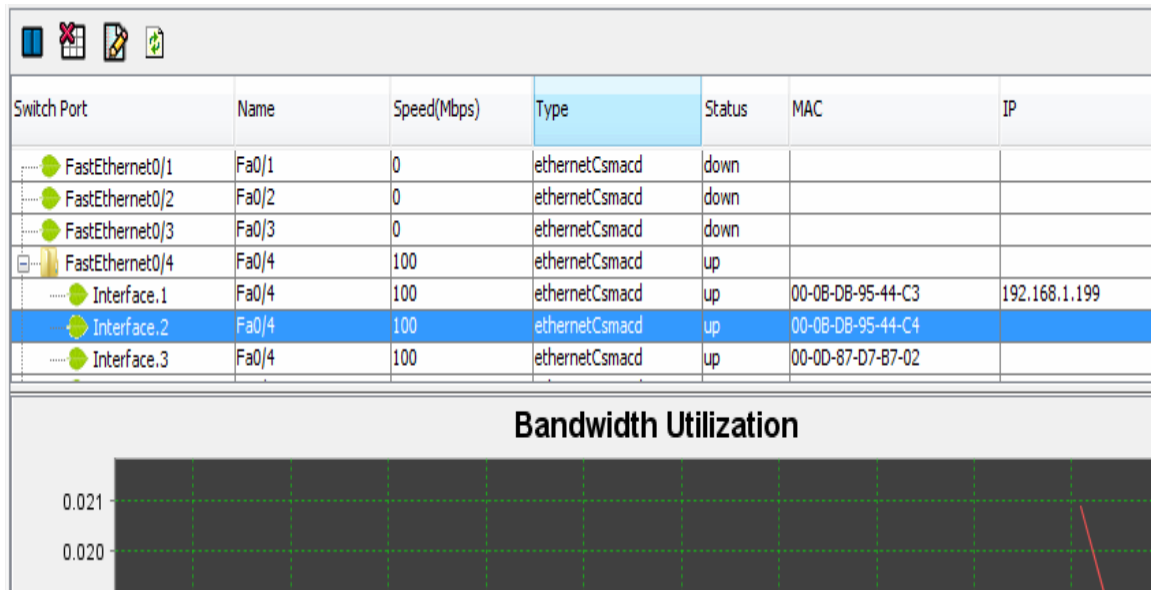 Switch Port Name Speed(Mbps) Type Status MAC IP
FastEthernet0/1 Fa0/1 0 ethernetCsmacd down
FastEthernet0/2 Fa0/2 0 ethernetCsmacd down
FastEthernet0/3 Fa0/3 0 ethernetCsmacd down
FastEthernet0/4 Fa0/4 100 ethernetCsmacd up
Interface.1 Fa0/4 100 ethernetCsmacd up 00-0B-DB-95-44-C3 192.168.1.199
Interface.2 Fa0/4 100 ethernetCsmacd up 00-0B-DB-95-44-C4
Interface.3 Fa0/4 100 ethernetCsmacd up 00-0D-87-D7-B7-02
Bandwidth Utilization
0.021
0.020